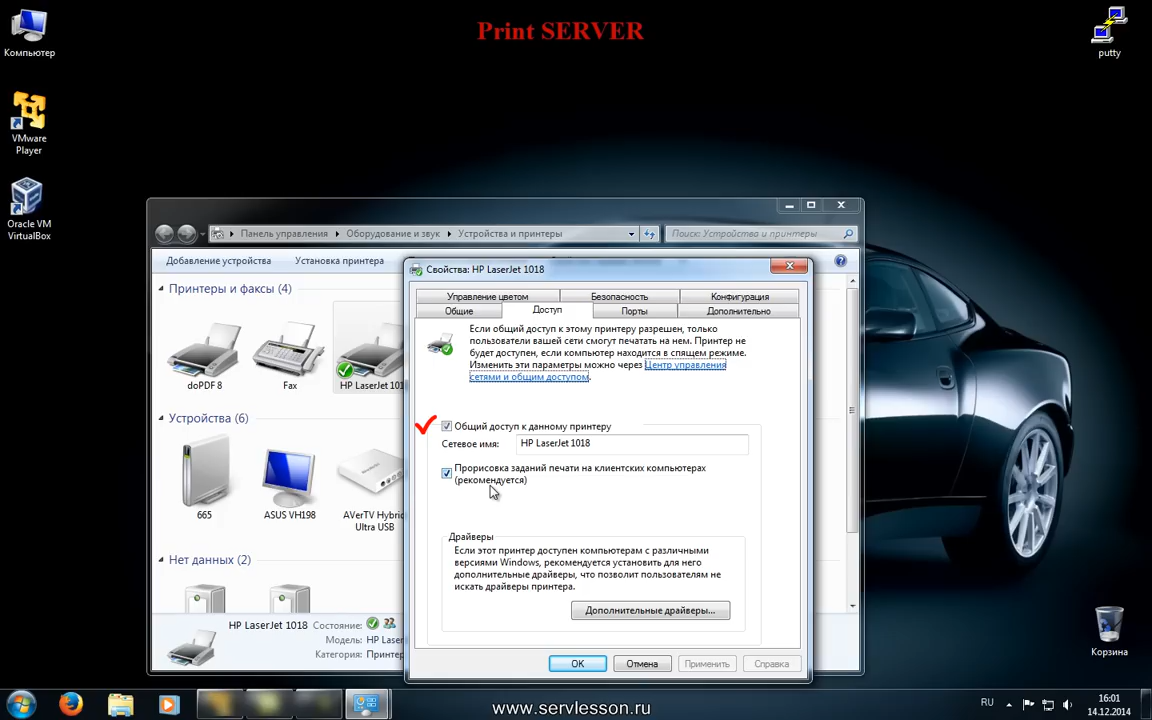 Print SERVER
Компьютер
putty
VMware
Player
Oracle VM
VirtualBox
Панель управления
Оборудование и звук
Устройства и принтеры
Поиск: Устройства и принтеры
Добавление устройства
Установка принтера
Принтеры и факсы (4)
doPDF 8
Fax
HP LaserJet 101
Устройства (6)
665
ASUS VH198
AVerTV Hybrid
Ultra USB
Нет данных (2)
HP LaserJet 1018
Состояние:
Модель: HP Laser
Категория: Принтер
Свойства: HP LaserJet 1018
Управление цветом
Безопасность
Конфигурация
Общие
Доступ
Порты
Дополнительно
Если общий доступ к этому принтеру разрешен, только
пользователи вашей сети смогут печатать на нем. Принтер
не будет доступен, если компьютер находится в спящем режиме.
Изменить эти параметры можно через Центр управления
сетями и общим доступом.
Общий доступ к данному принтеру
Сетевое имя: HP LaserJet 1018
Прорисовка заданий печати на клиентских компьютерах
(рекомендуется)
Драйверы
Если этот принтер доступен компьютерам с различными
версиями Windows, рекомендуется установить для него
дополнительные драйверы, что позволит пользователям не
искать драйверы принтера.
Дополнительные драйверы...
OK
Отмена
Применить
Справка
Корзина
www.servlesson.ru
RU
16:01
14.12.2014